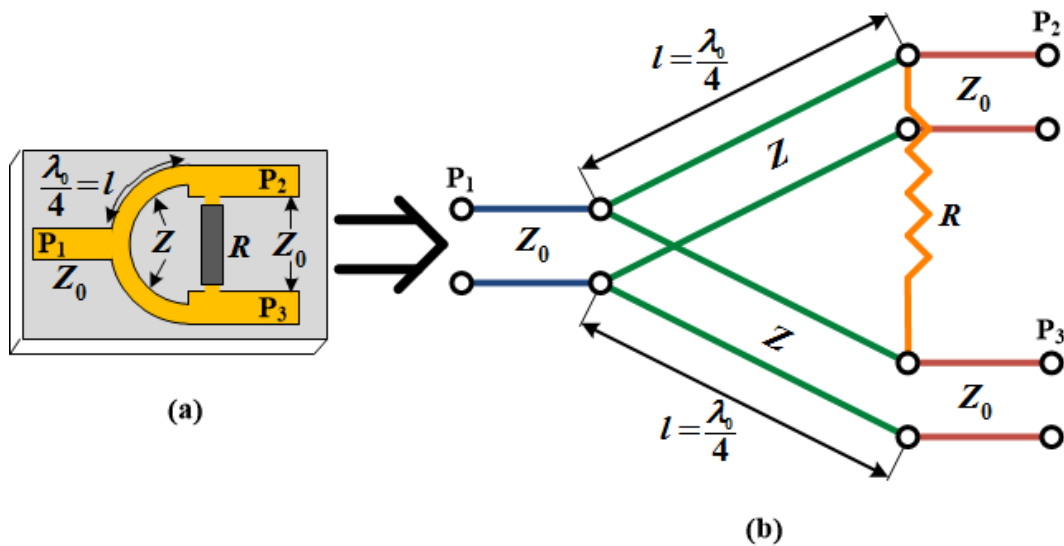 λ₀/4 = l
P₁
Z₀
Z
P₂
R
Z₀
P₃
(a)
l = λ₀/4
P₁
Z₀
Z
Z
P₂
Z₀
R
P₃
Z₀
l = λ₀/4
(b)